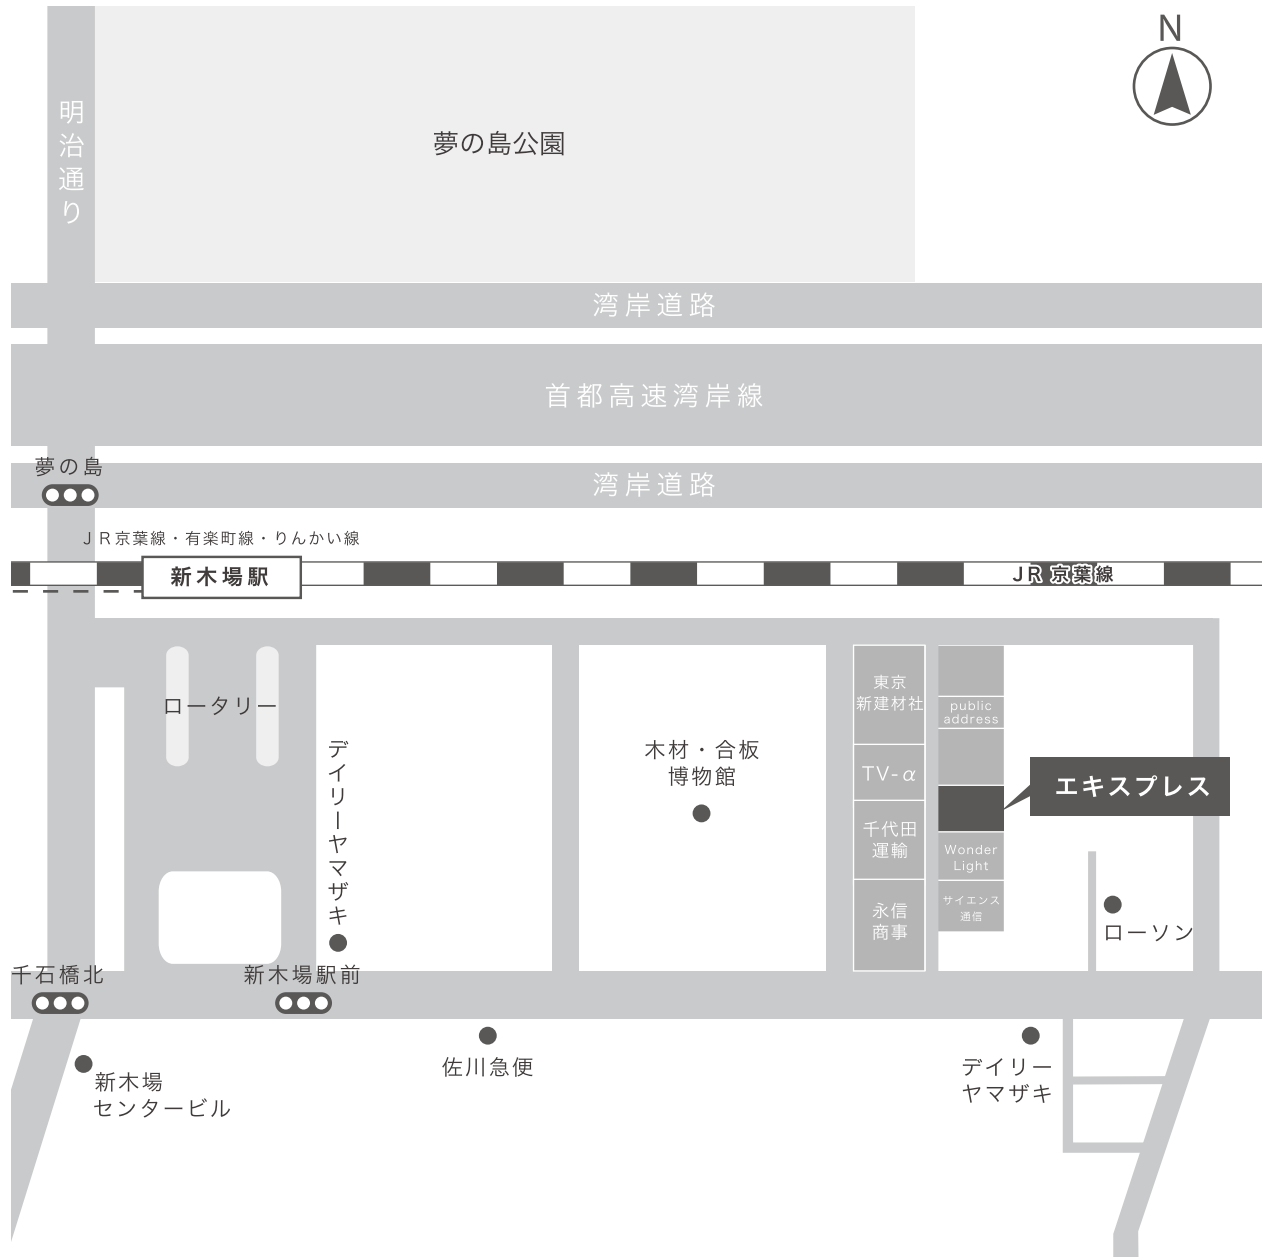 N
明治通り
夢の島公園
湾岸道路
首都高速湾岸線
夢の島
湾岸道路
JR京葉線・有楽町線・りんかい線
新木場駅
JR 京葉線
ロータリー
デイリーヤマザキ
木材・合板
博物館
東京
新建材社
TV-α
千代田
運輸
永信
商事
public
address
エキスプレス
Wonder
Light
サイエンス
通信
ローソン
千石橋北
新木場駅前
新木場
センタービル
佐川急便
デイリー
ヤマザキ